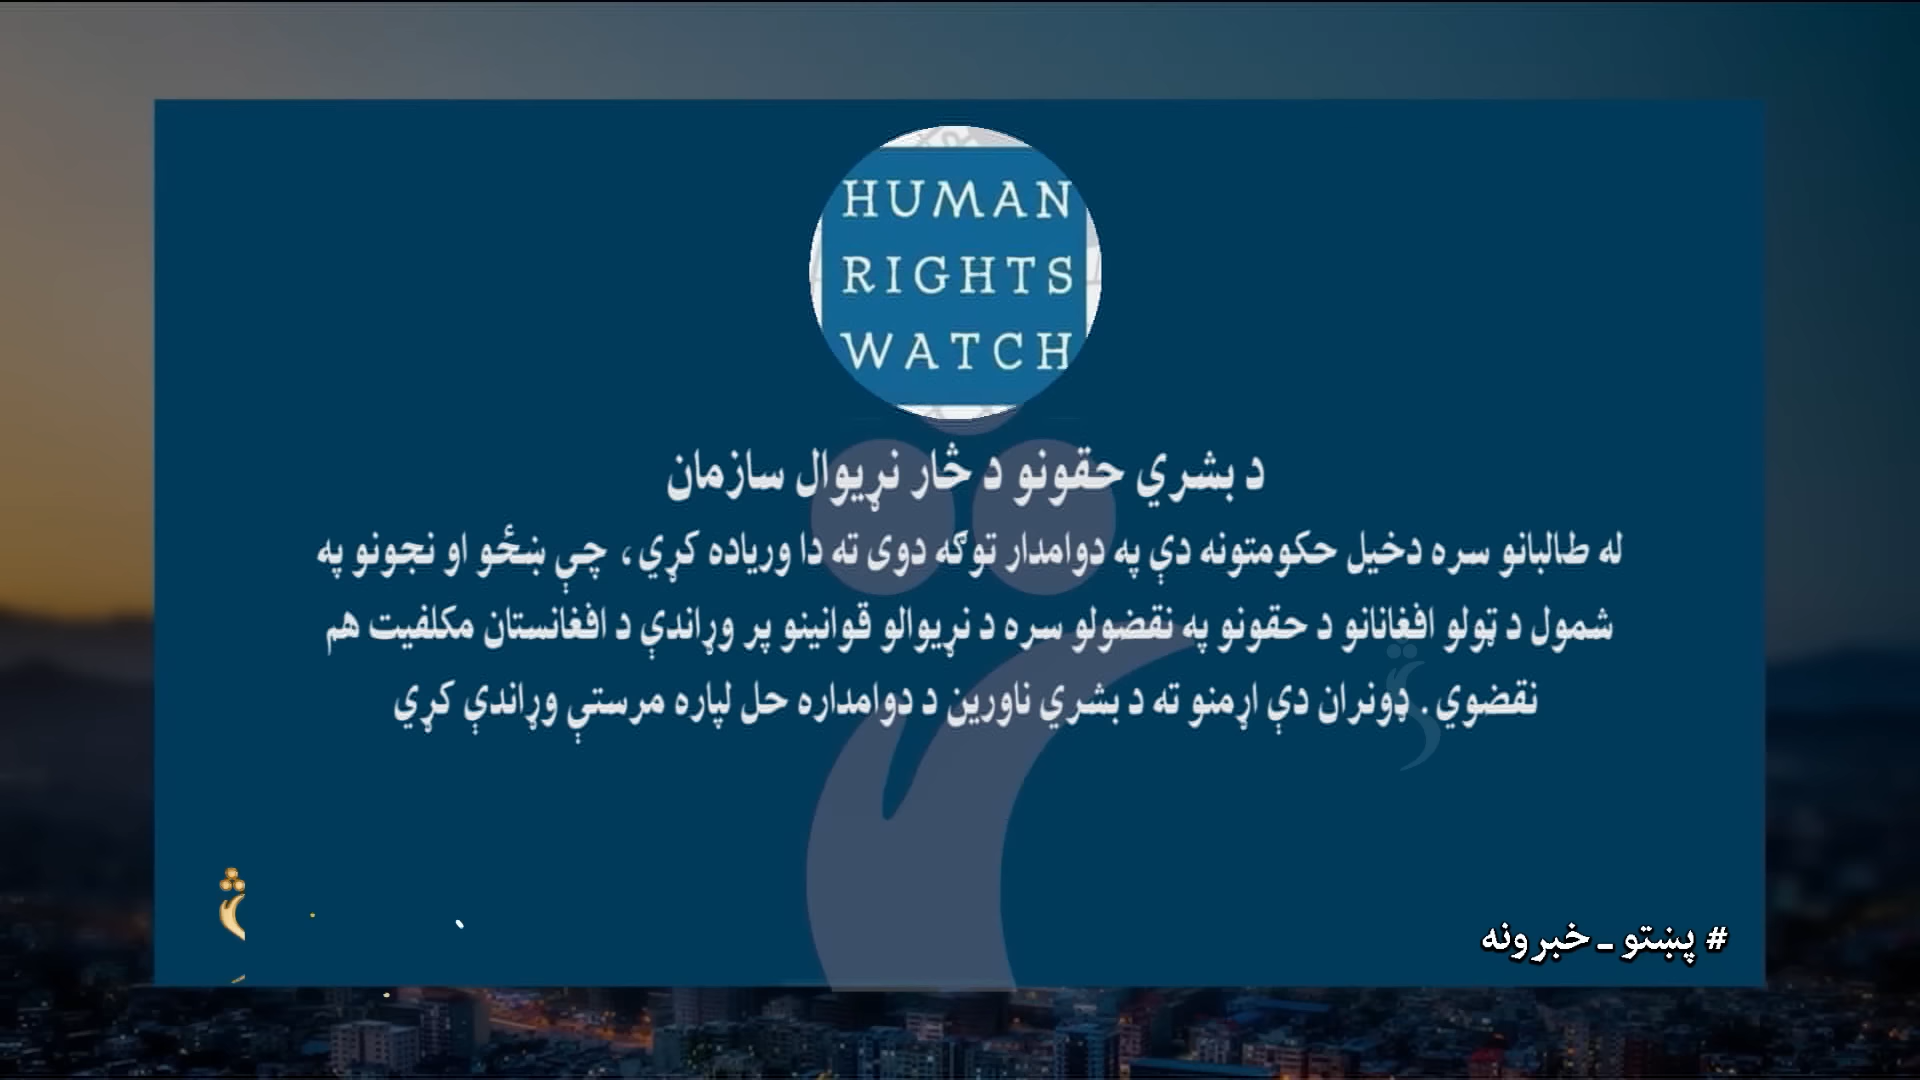 HUMAN
RIGHTS
WATCH
د بشري حقونو د څار نړیوال سازمان
له طالبانو سره دخیل حکومتونه دې په دوامدار توګه دوی ته دا وریاده کړي، چې ښځو او نجونو په
شمول د ټولو افغانانو د حقونو په نقضولو سره د نړیوالو قوانینو پر وړاندې د افغانستان مکلفیت هم
نقضوي. ډونران دې اړمنو ته د بشري ناورین د دوامداره حل لپاره مرستې وړاندې کړي
# پښتو ـ خبرونه